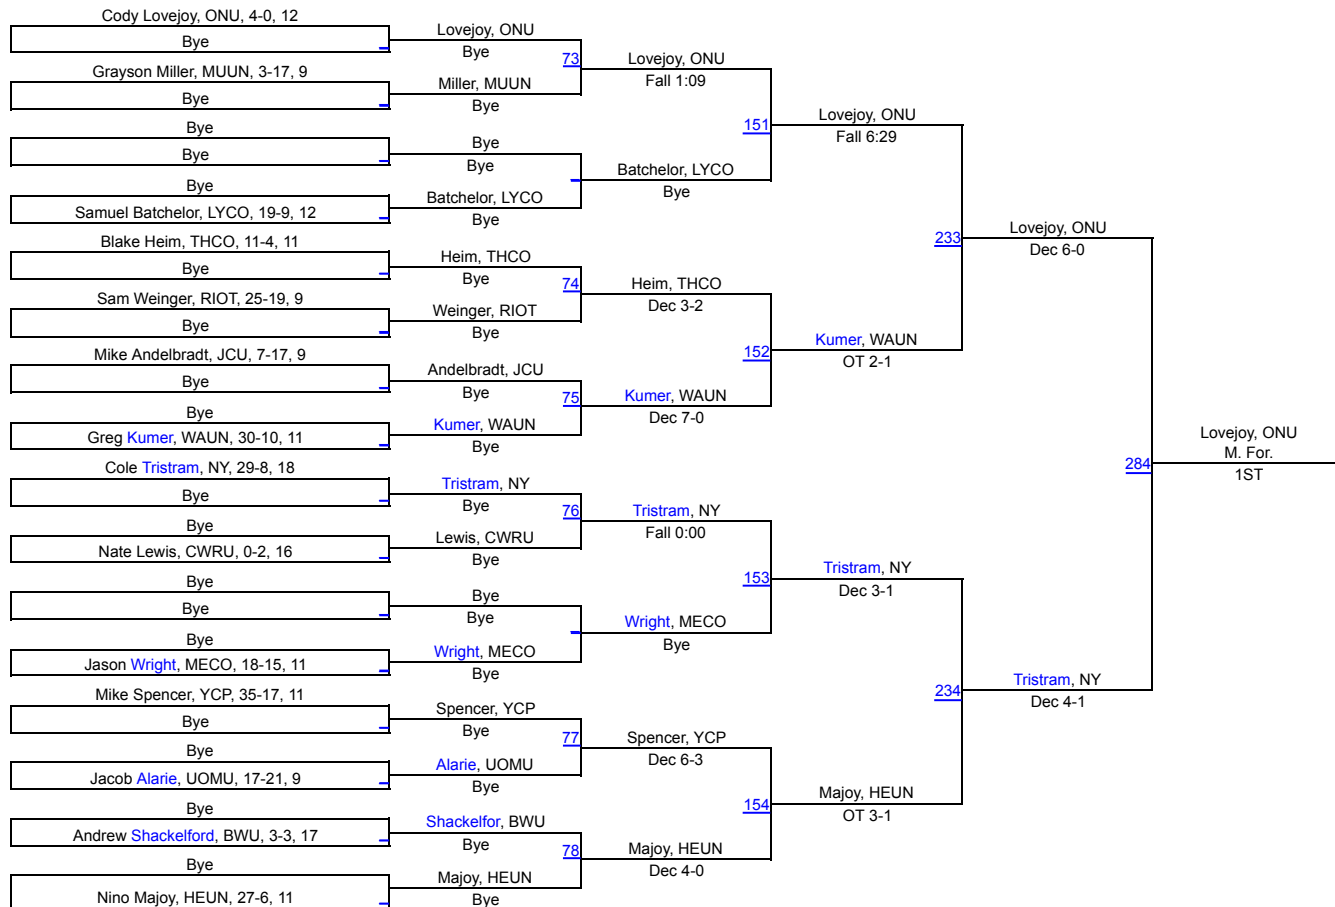 Cody Lovejoy, ONU, 4-0, 12
Bye
Grayson Miller, MUUN, 3-17, 9
Bye
Bye
Bye
Bye
Samuel Batchelor, LYCO, 19-9, 12
Blake Heim, THCO, 11-4, 11
Bye
Sam Weinger, RIOT, 25-19, 9
Bye
Mike Andelbradt, JCU, 7-17, 9
Bye
Bye
Greg Kumer, WAUN, 30-10, 11
Cole Tristram, NY, 29-8, 18
Bye
Bye
Nate Lewis, CWRU, 0-2, 16
Bye
Bye
Bye
Jason Wright, MECO, 18-15, 11
Mike Spencer, YCP, 35-17, 11
Bye
Bye
Jacob Alarie, UOMU, 17-21, 9
Bye
Andrew Shackelford, BWU, 3-3, 17
Bye
Nino Majoy, HEUN, 27-6, 11
Lovejoy, ONU
Bye
73
Miller, MUUN
Bye
Bye
Bye
Batchelor, LYCO
Bye
Heim, THCO
Bye
74
Weinger, RIOT
Bye
Andelbradt, JCU
Bye
75
Kumer, WAUN
Bye
Tristram, NY
Bye
76
Lewis, CWRU
Bye
Bye
Bye
Wright, MECO
Bye
Spencer, YCP
Bye
77
Alarie, UOMU
Bye
Shackelfor, BWU
Bye
78
Majoy, HEUN
Bye
Lovejoy, ONU
Fall 1:09
151
Batchelor, LYCO
Bye
Heim, THCO
Dec 3-2
152
Kumer, WAUN
Dec 7-0
Tristram, NY
Fall 0:00
153
Wright, MECO
Bye
Spencer, YCP
Dec 6-3
154
Majoy, HEUN
Dec 4-0
Lovejoy, ONU
Fall 6:29
233
Kumer, WAUN
OT 2-1
Tristram, NY
Dec 3-1
234
Majoy, HEUN
OT 3-1
Lovejoy, ONU
Dec 6-0
284
Tristram, NY
Dec 4-1
Lovejoy, ONU
M. For.
1ST